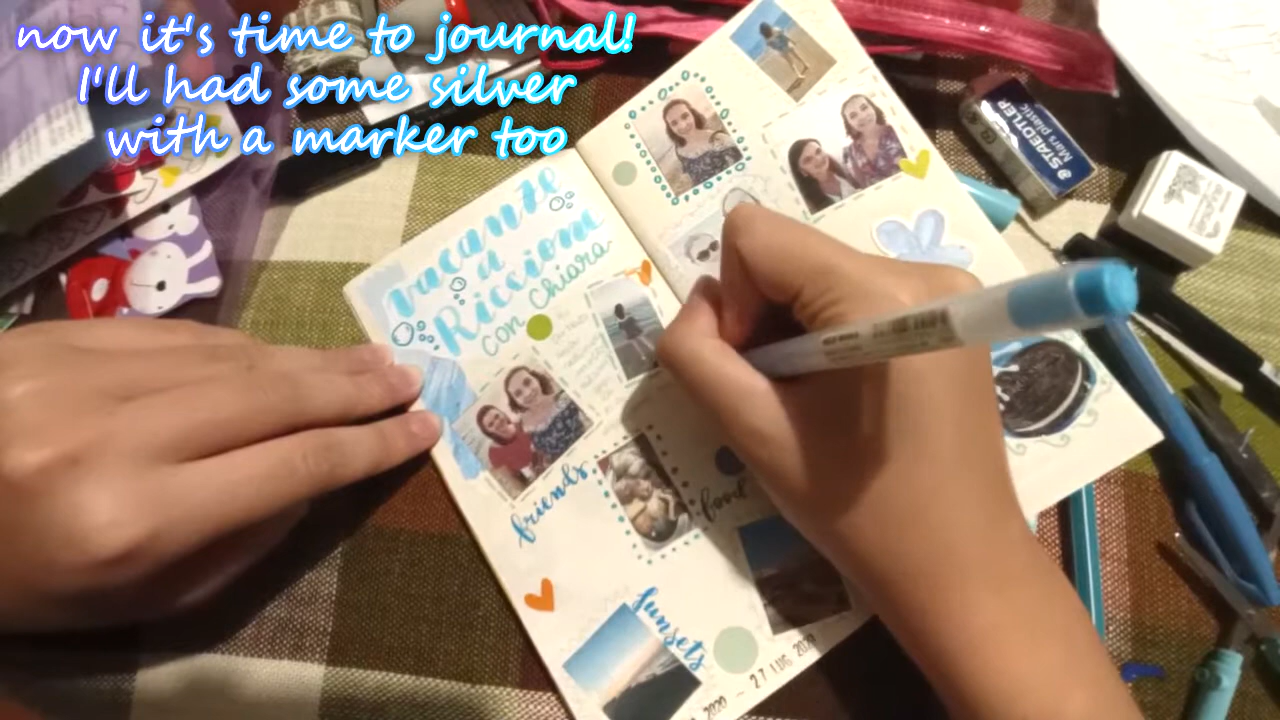 now it's time to journal!
I'll had some silver
with a marker too
vacanze
a
Riccione
con Chiara
friends
food
sunsets
2020 ~ 27 LUG 2020
STAEDTLER
Mars plastic